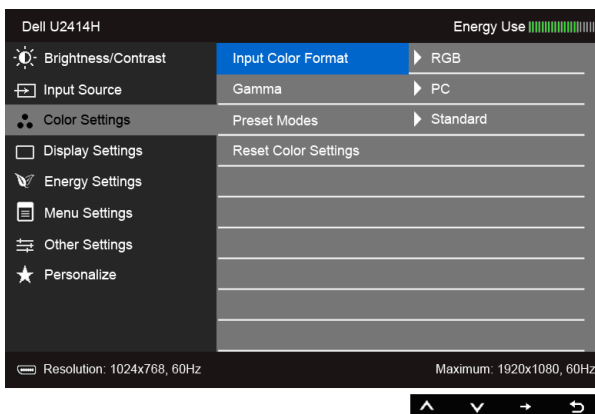 Dell U2414H Energy Use
Brightness/Contrast Input Color Format RGB
Input Source Gamma PC
Color Settings Preset Modes Standard
Display Settings Reset Color Settings
Energy Settings
Menu Settings
Other Settings
Personalize
Resolution: 1024x768, 60Hz Maximum: 1920x1080, 60Hz